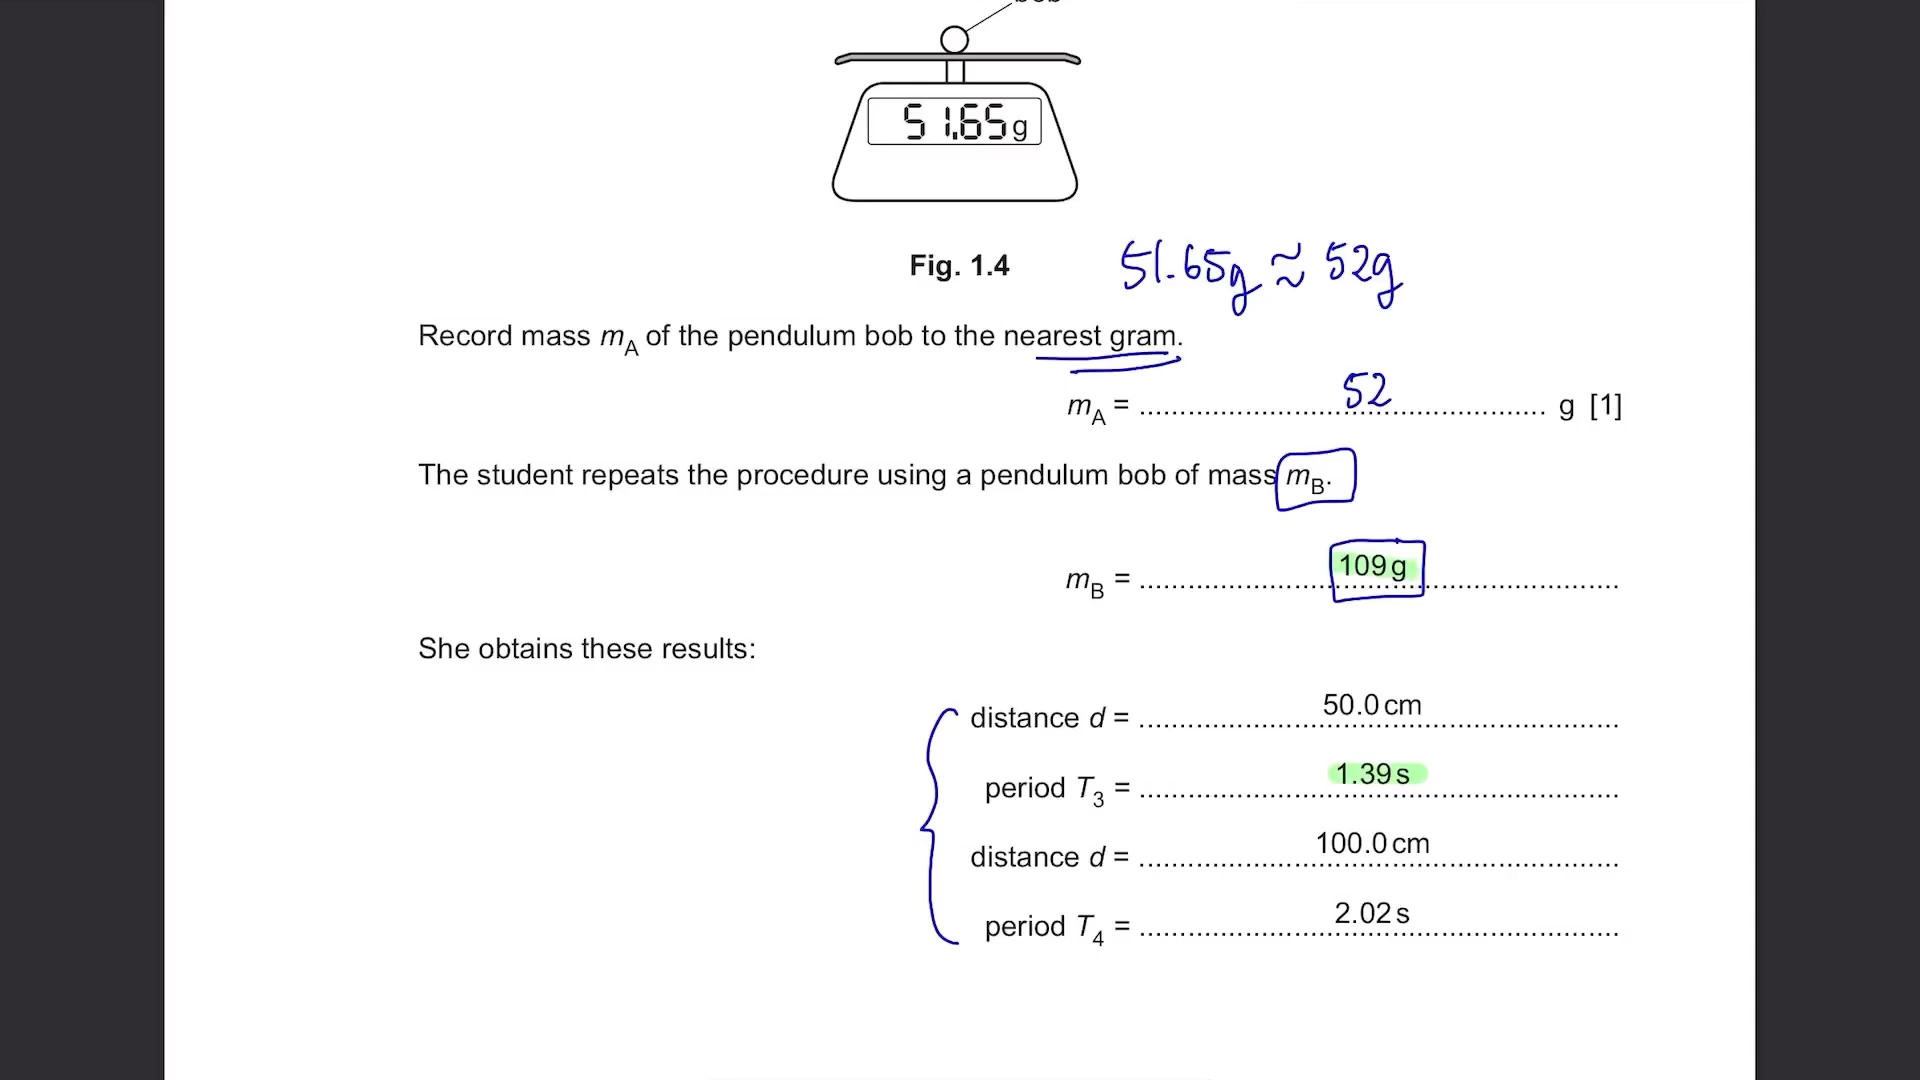 51.65g
Fig. 1.4
51.65g ≈ 52g
Record mass mA of the pendulum bob to the nearest gram.
mA = .......... 52 .......... g [1]
The student repeats the procedure using a pendulum bob of mass mB.
mB = .......... 109g ..........
She obtains these results:
distance d = .......... 50.0cm ..........
period T3 = .......... 1.39s ..........
distance d = .......... 100.0cm ..........
period T4 = .......... 2.02s ..........